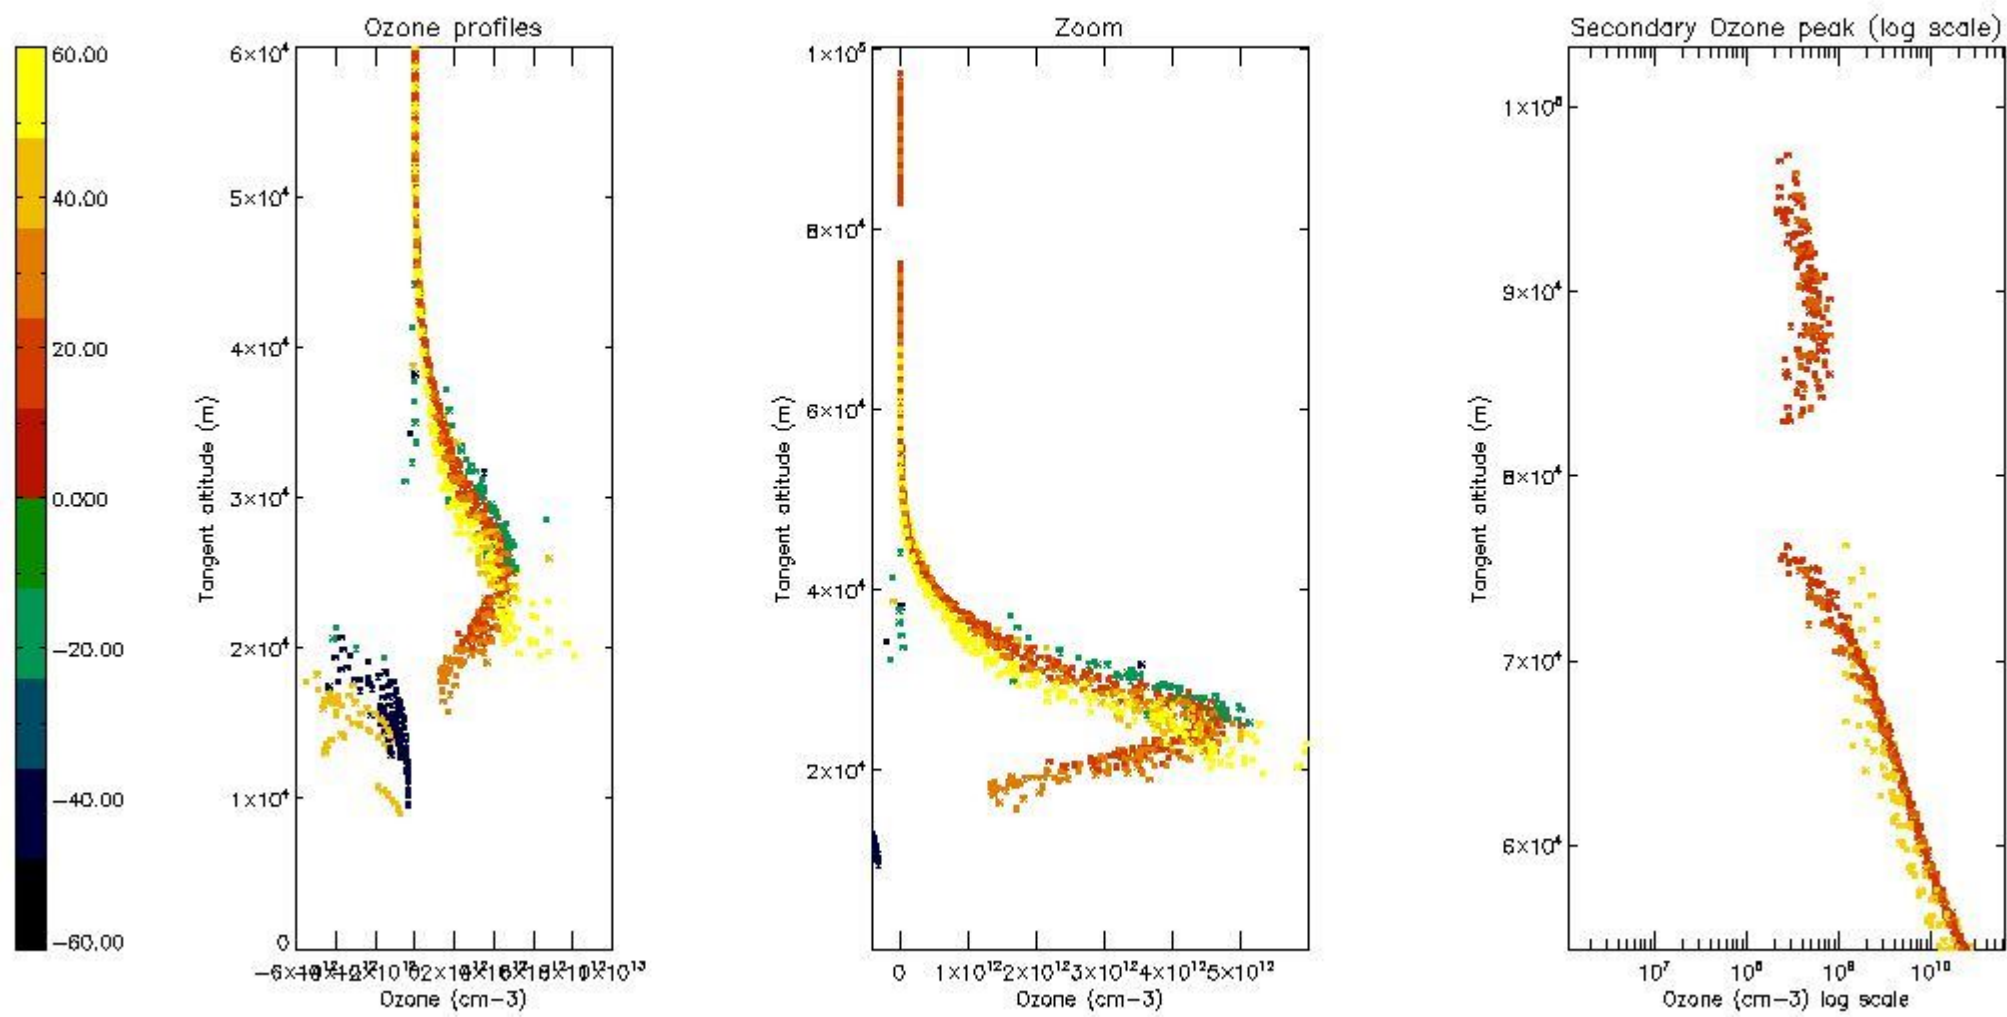 Ozone profiles
Zoom
Secondary Ozone peak (log scale)
60.00
40.00
20.00
0.000
−20.00
−40.00
−60.00
6×10⁴
5×10⁴
4×10⁴
3×10⁴
2×10⁴
1×10⁴
0
Tangent altitude (m)
Ozone (cm−3)
1×10⁵
8×10⁴
6×10⁴
4×10⁴
2×10⁴
Tangent altitude (m)
0 1×10¹² 2×10¹² 3×10¹² 4×10¹² 5×10¹²
Ozone (cm−3)
1×10⁵
9×10⁴
8×10⁴
7×10⁴
6×10⁴
Tangent altitude (m)
10⁷ 10⁸ 10⁹ 10¹⁰
Ozone (cm−3) log scale